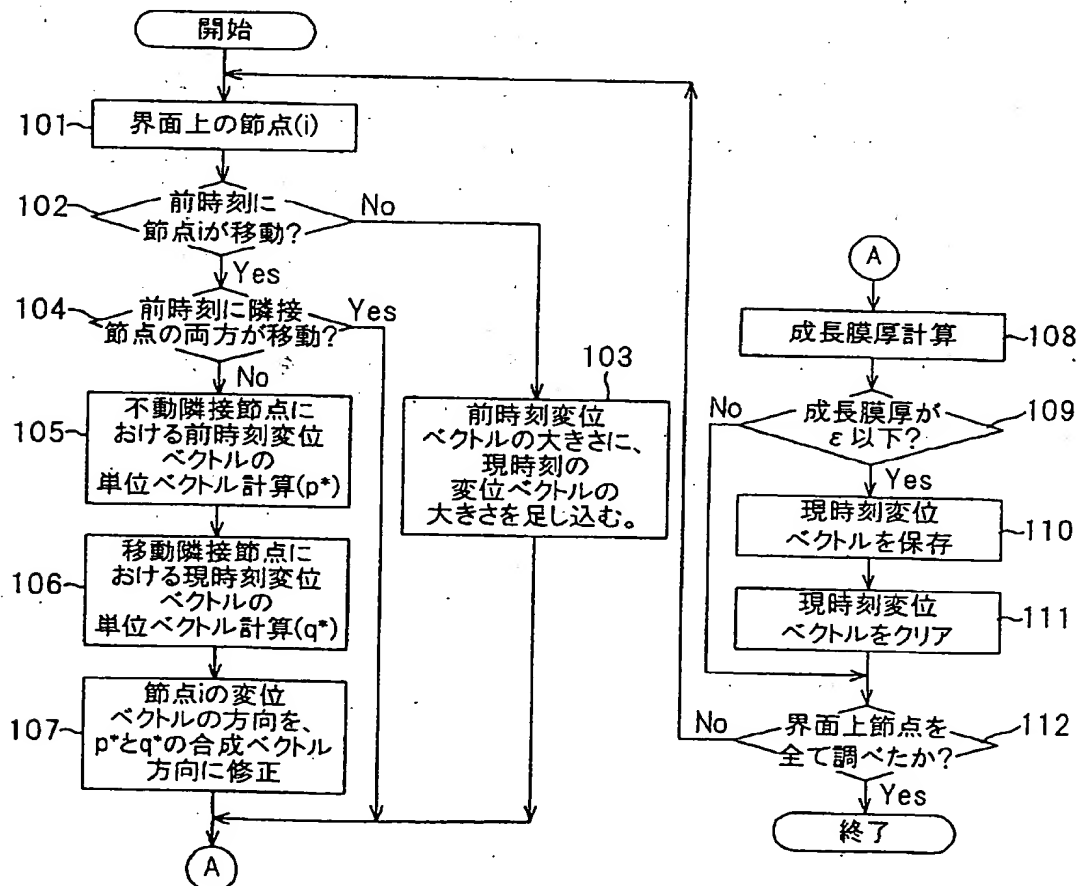 開始
101
界面上の節点(i)
102
前時刻に
節点iが移動?
No
Yes
104
前時刻に隣接
節点の両方が移動?
Yes
No
105
不動隣接節点に
おける前時刻変位
ベクトルの
単位ベクトル計算(p*)
103
前時刻変位
ベクトルの大きさに、
現時刻の
変位ベクトルの
大きさを足し込む。
106
移動隣接節点に
おける現時刻変位
ベクトルの
単位ベクトル計算(q*)
107
節点iの変位
ベクトルの方向を、
p*とq*の合成ベクトル
方向に修正
A
A
成長膜厚計算
108
成長膜厚が
ε以下?
109
No
Yes
現時刻変位
ベクトルを保存
110
現時刻変位
ベクトルをクリア
111
界面上節点を
全て調べたか?
112
No
Yes
終了